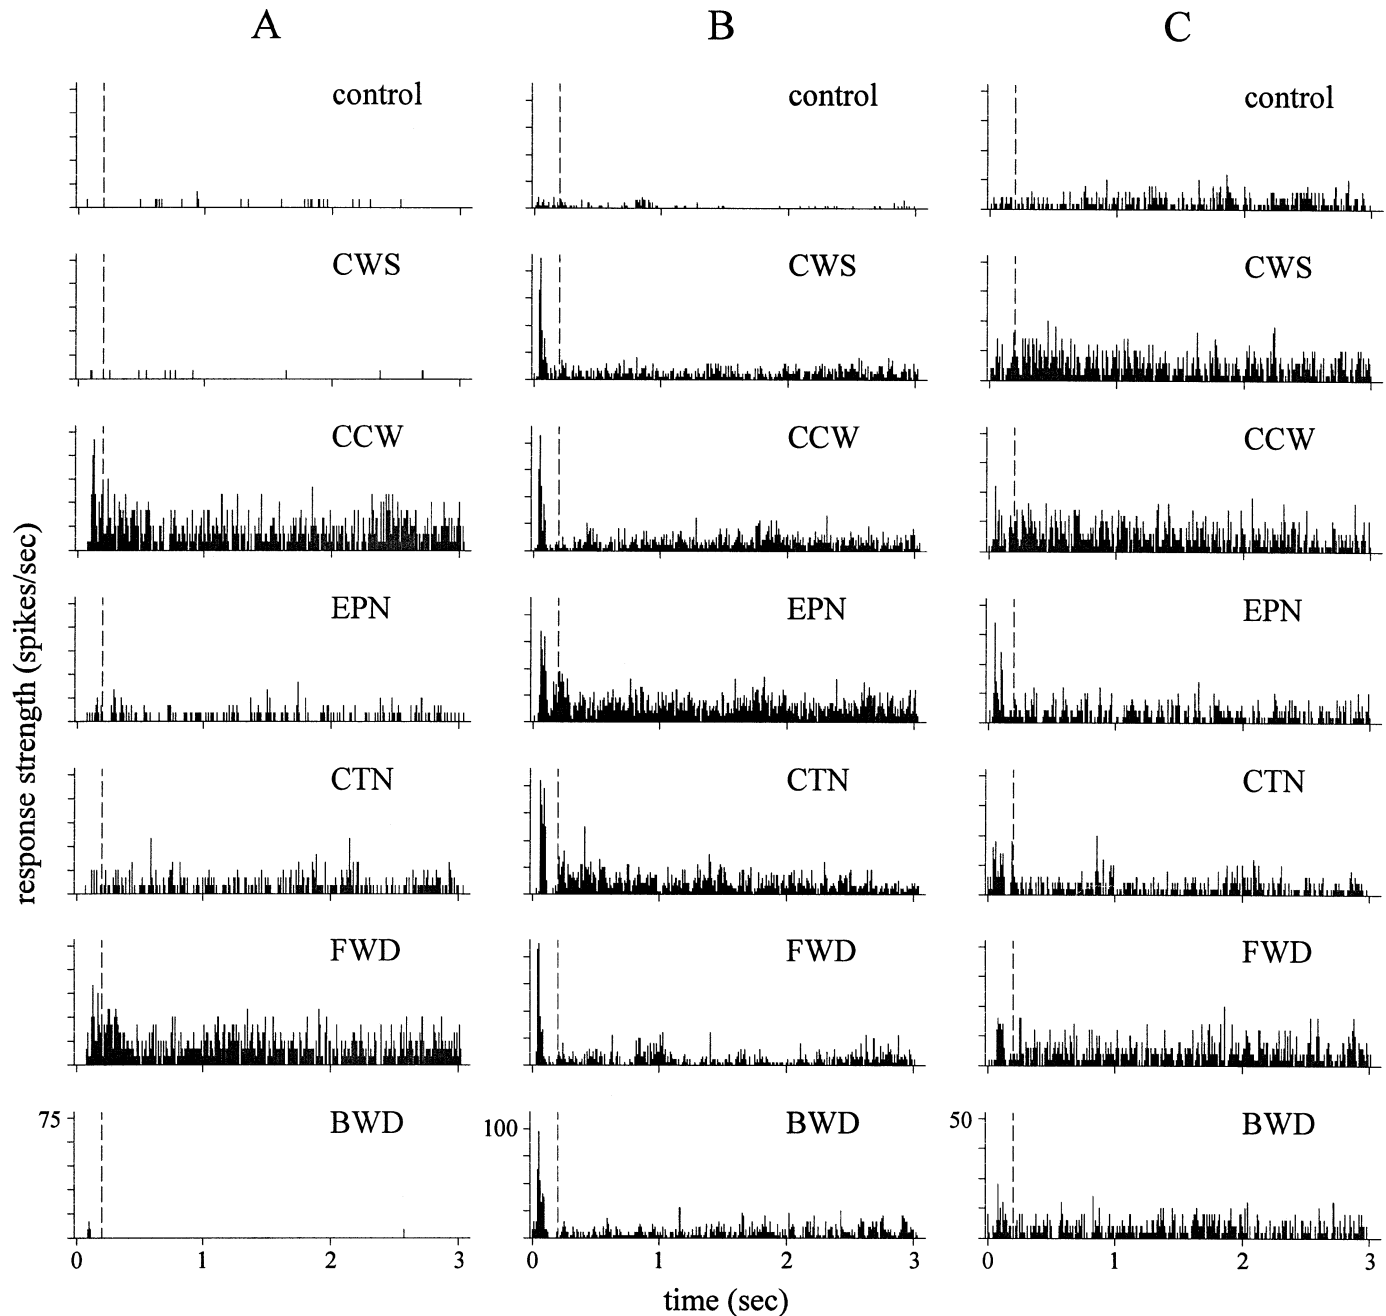 A B C
control control control
CWS CWS CWS
CCW CCW CCW
EPN EPN EPN
CTN CTN CTN
FWD FWD FWD
75 BWD 100 BWD 50 BWD
0 1 2 3 0 1 2 3 0 1 2 3
time (sec)
response strength (spikes/sec)